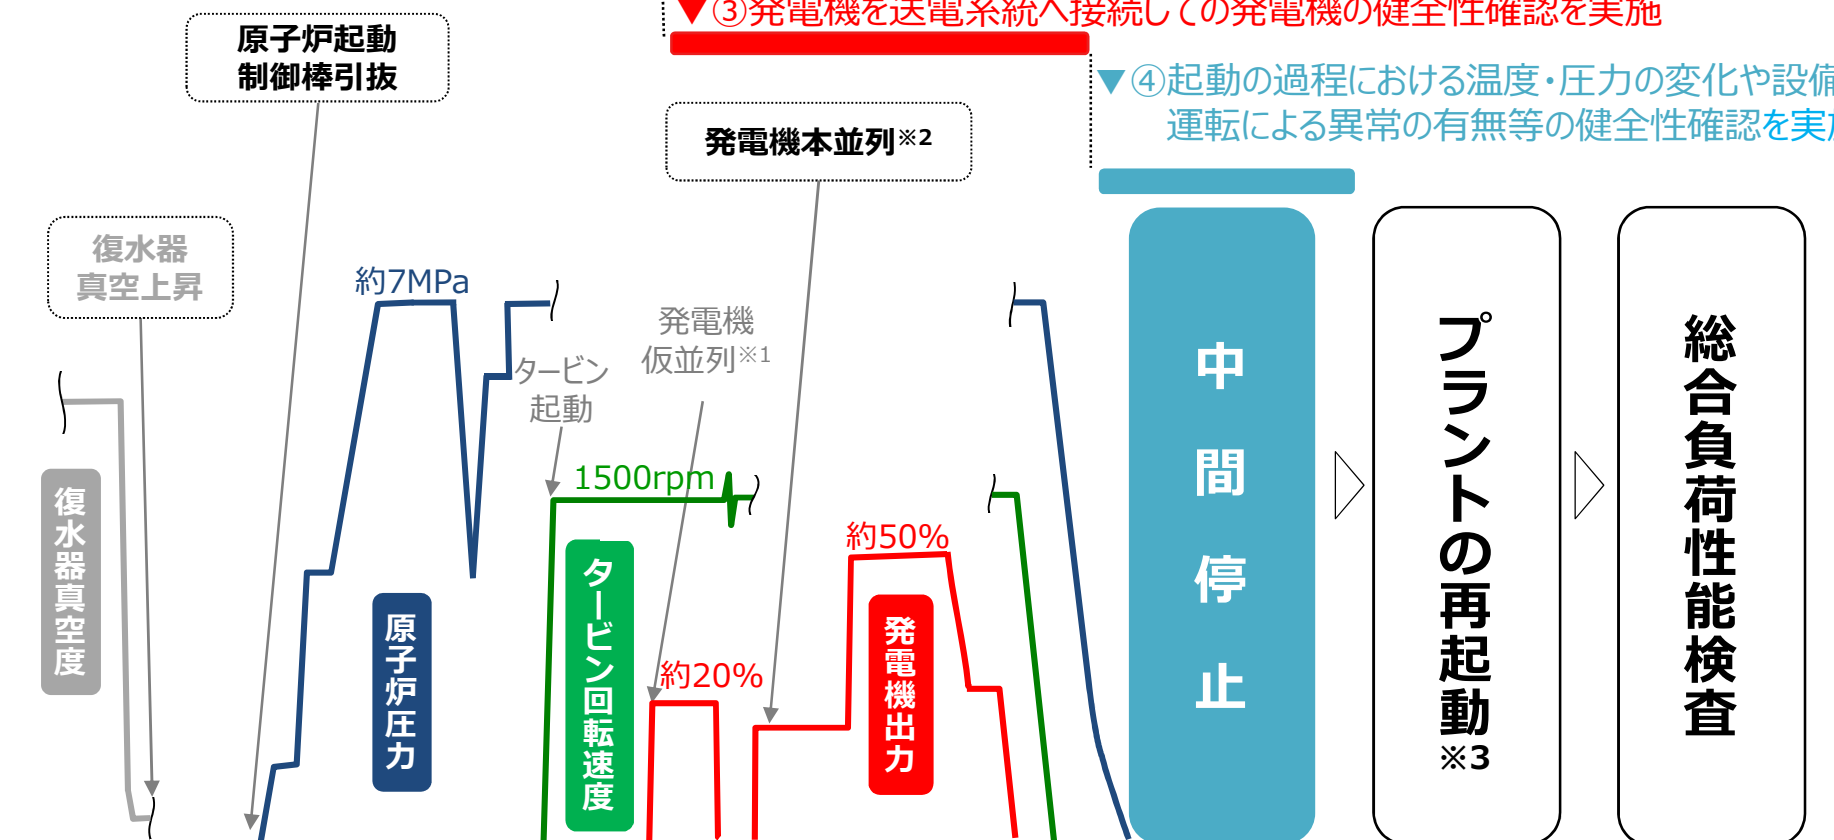 ▼③発電機を送電系統へ接続しての発電機の健全性確認を実施
原子炉起動
制御棒引抜
▼④起動の過程における温度・圧力の変化や設備
運転による異常の有無等の健全性確認を実
発電機本並列※2
復水器
真空上昇
約7MPa
発電機
仮並列※1
タービン
起動
1500rpm
約50%
約20%
復水器真空度
原子炉圧力
タービン回転速度
発電機出力
中間停止
プラントの再起動※3
総合負荷性能検査